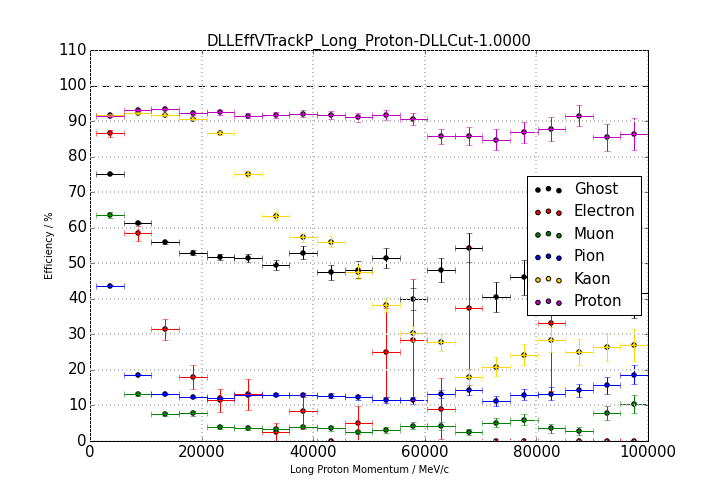 DLLEffVTrackP_Long_Proton-DLLCut-1.0000
110
100
90
80
70
60
50
40
30
20
10
0
Efficiency / %
Ghost
Electron
Muon
Pion
Kaon
Proton
0 20000 40000 60000 80000 100000
Long Proton Momentum / MeV/c